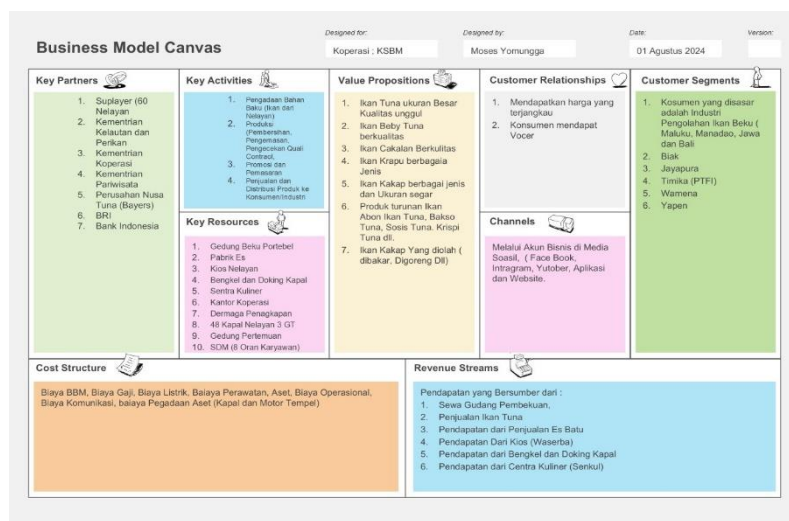 Designed for:
Designed by:
Date:
Version:
Business Model Canvas
Koperasi ; KSBM
Moses Yomungga
01 Agustus 2024
Key Partners
1. Suplayer (60
Nelayan
2. Kementrian
Kelautan dan
Perikan
3. Kementrian
Koperasi
4. Kementrian
Pariwisata
5. Perusahan Nusa
Tuna (Bayers)
6. BRI
7. Bank Indonesia
Key Activities
1. Pengadaan Bahan
Baku (Ikan dari
Nelayan)
2. Produksi
(Pembersihan,
Pengemasan,
Pengecekan Quali
Contract,
3. Promosi dan
Pemasaran
4. Penjualan dan
Distribusi Produk ke
Konsumen/Industri
Key Resources
1. Gedung Beku Portebel
2. Pabrik Es
3. Kios Nelayan
4. Bengkel dan Doking Kapal
5. Sentra Kuliner
6. Kantor Koperasi
7. Dermaga Penagkapan
8. 48 Kapal Nelayan 3 GT
9. Gedung Pertemuan
10. SDM (8 Oran Karyawan)
Value Propositions
1. Ikan Tuna ukuran Besar
Kualitas unggul
2. Ikan Beby Tuna
berkualitas
3. Ikan Cakalan Berkulitas
4. Ikan Krapu berbagaia
Jenis
5. Ikan Kakap berbagai jenis
dan Ukuran segar
6. Produk turunan Ikan
Abon Ikan Tuna, Bakso
Tuna, Sosis Tuna. Krispi
Tuna dll.
7. Ikan Kakap Yang diolah (
dibakar, Digoreng Dll)
Customer Relationships
1. Mendapatkan harga yang
terjangkau
2. Konsumen mendapat
Vocer
Channels
Melalui Akun Bisnis di Media
Soasil, ( Face Book,
Intragram, Yutober, Aplikasi
dan Website.
Customer Segments
1. Kosumen yang disasar
adalah Industri
Pengolahan Ikan Beku (
Maluku, Manadao, Jawa
dan Bali
2. Biak
3. Jayapura
4. Timika (PTFI)
5. Wamena
6. Yapen
Cost Structure
Biaya BBM, Biaya Gaji, Biaya Listrik, Baiaya Perawatan, Aset, Biaya Operasional,
Biaya Komunikasi, baiaya Pegadaan Aset (Kapal dan Motor Tempel)
Revenue Streams
Pendapatan yang Bersumber dari :
1. Sewa Gudang Pembekuan,
2. Penjualan Ikan Tuna
3. Pendapatan dari Penjualan Es Batu
4. Pendapatan Dari Kios (Waserba)
5. Pendapatan dari Bengkel dan Doking Kapal
6. Pendapatan dari Centra Kuliner (Senkul)